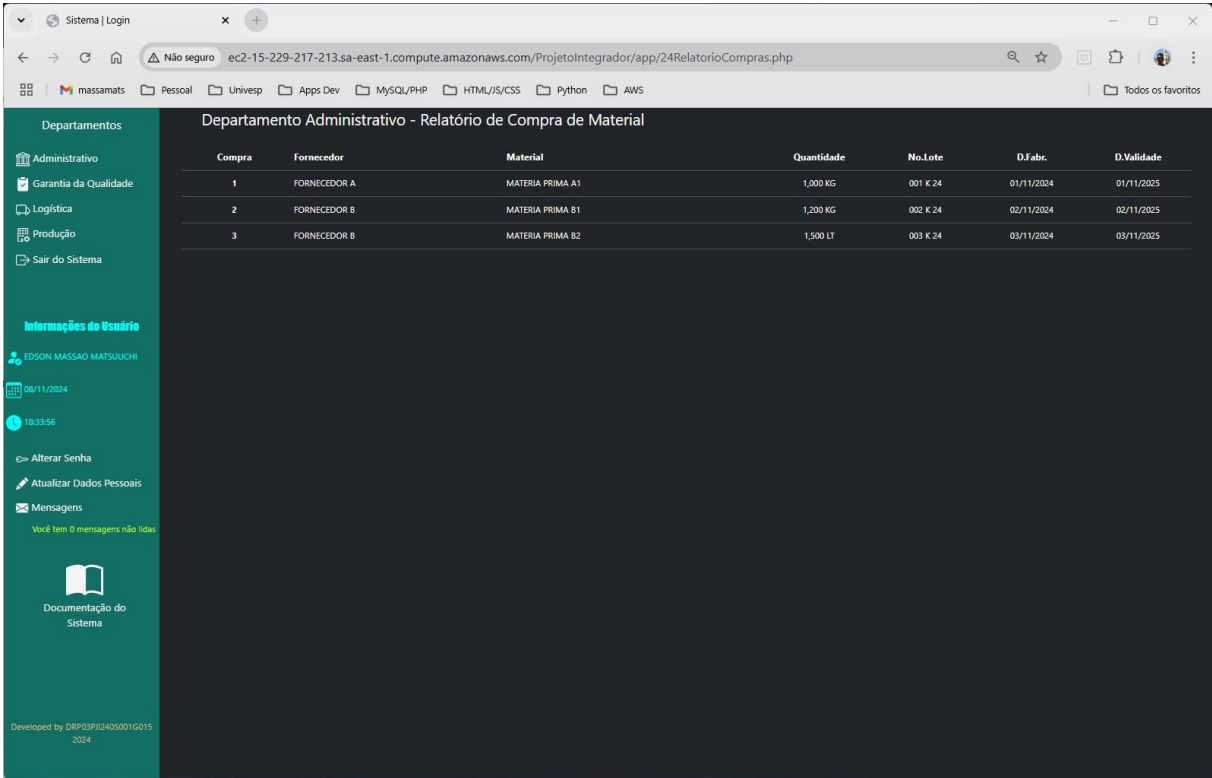 Sistema | Login
Não seguro ec2-15-229-217-213.sa-east-1.compute.amazonaws.com/ProjetoIntegrador/app/24RelatorioCompras.php
massamats Pessoal Univesp Apps Dev MySQL/PHP HTML/JS/CSS Python AWS Todos os favoritos
Departamentos
Administrativo
Garantia da Qualidade
Logística
Produção
Sair do Sistema
Informações do Usuário
EDSON MASSAO MATSUUCHI
08/11/2024
18:33:56
Alterar Senha
Atualizar Dados Pessoais
Mensagens
Você tem 0 mensagens não lidas
Documentação do
Sistema
Developed by DRP03PJI240S001G015
2024
Departamento Administrativo - Relatório de Compra de Material
Compra Fornecedor Material Quantidade No.Lote D.Fabr. D.Validade
1 FORNECEDOR A MATERIA PRIMA A1 1,000 KG 001 K 24 01/11/2024 01/11/2025
2 FORNECEDOR B MATERIA PRIMA B1 1,200 KG 002 K 24 02/11/2024 02/11/2025
3 FORNECEDOR B MATERIA PRIMA B2 1,500 LT 003 K 24 03/11/2024 03/11/2025